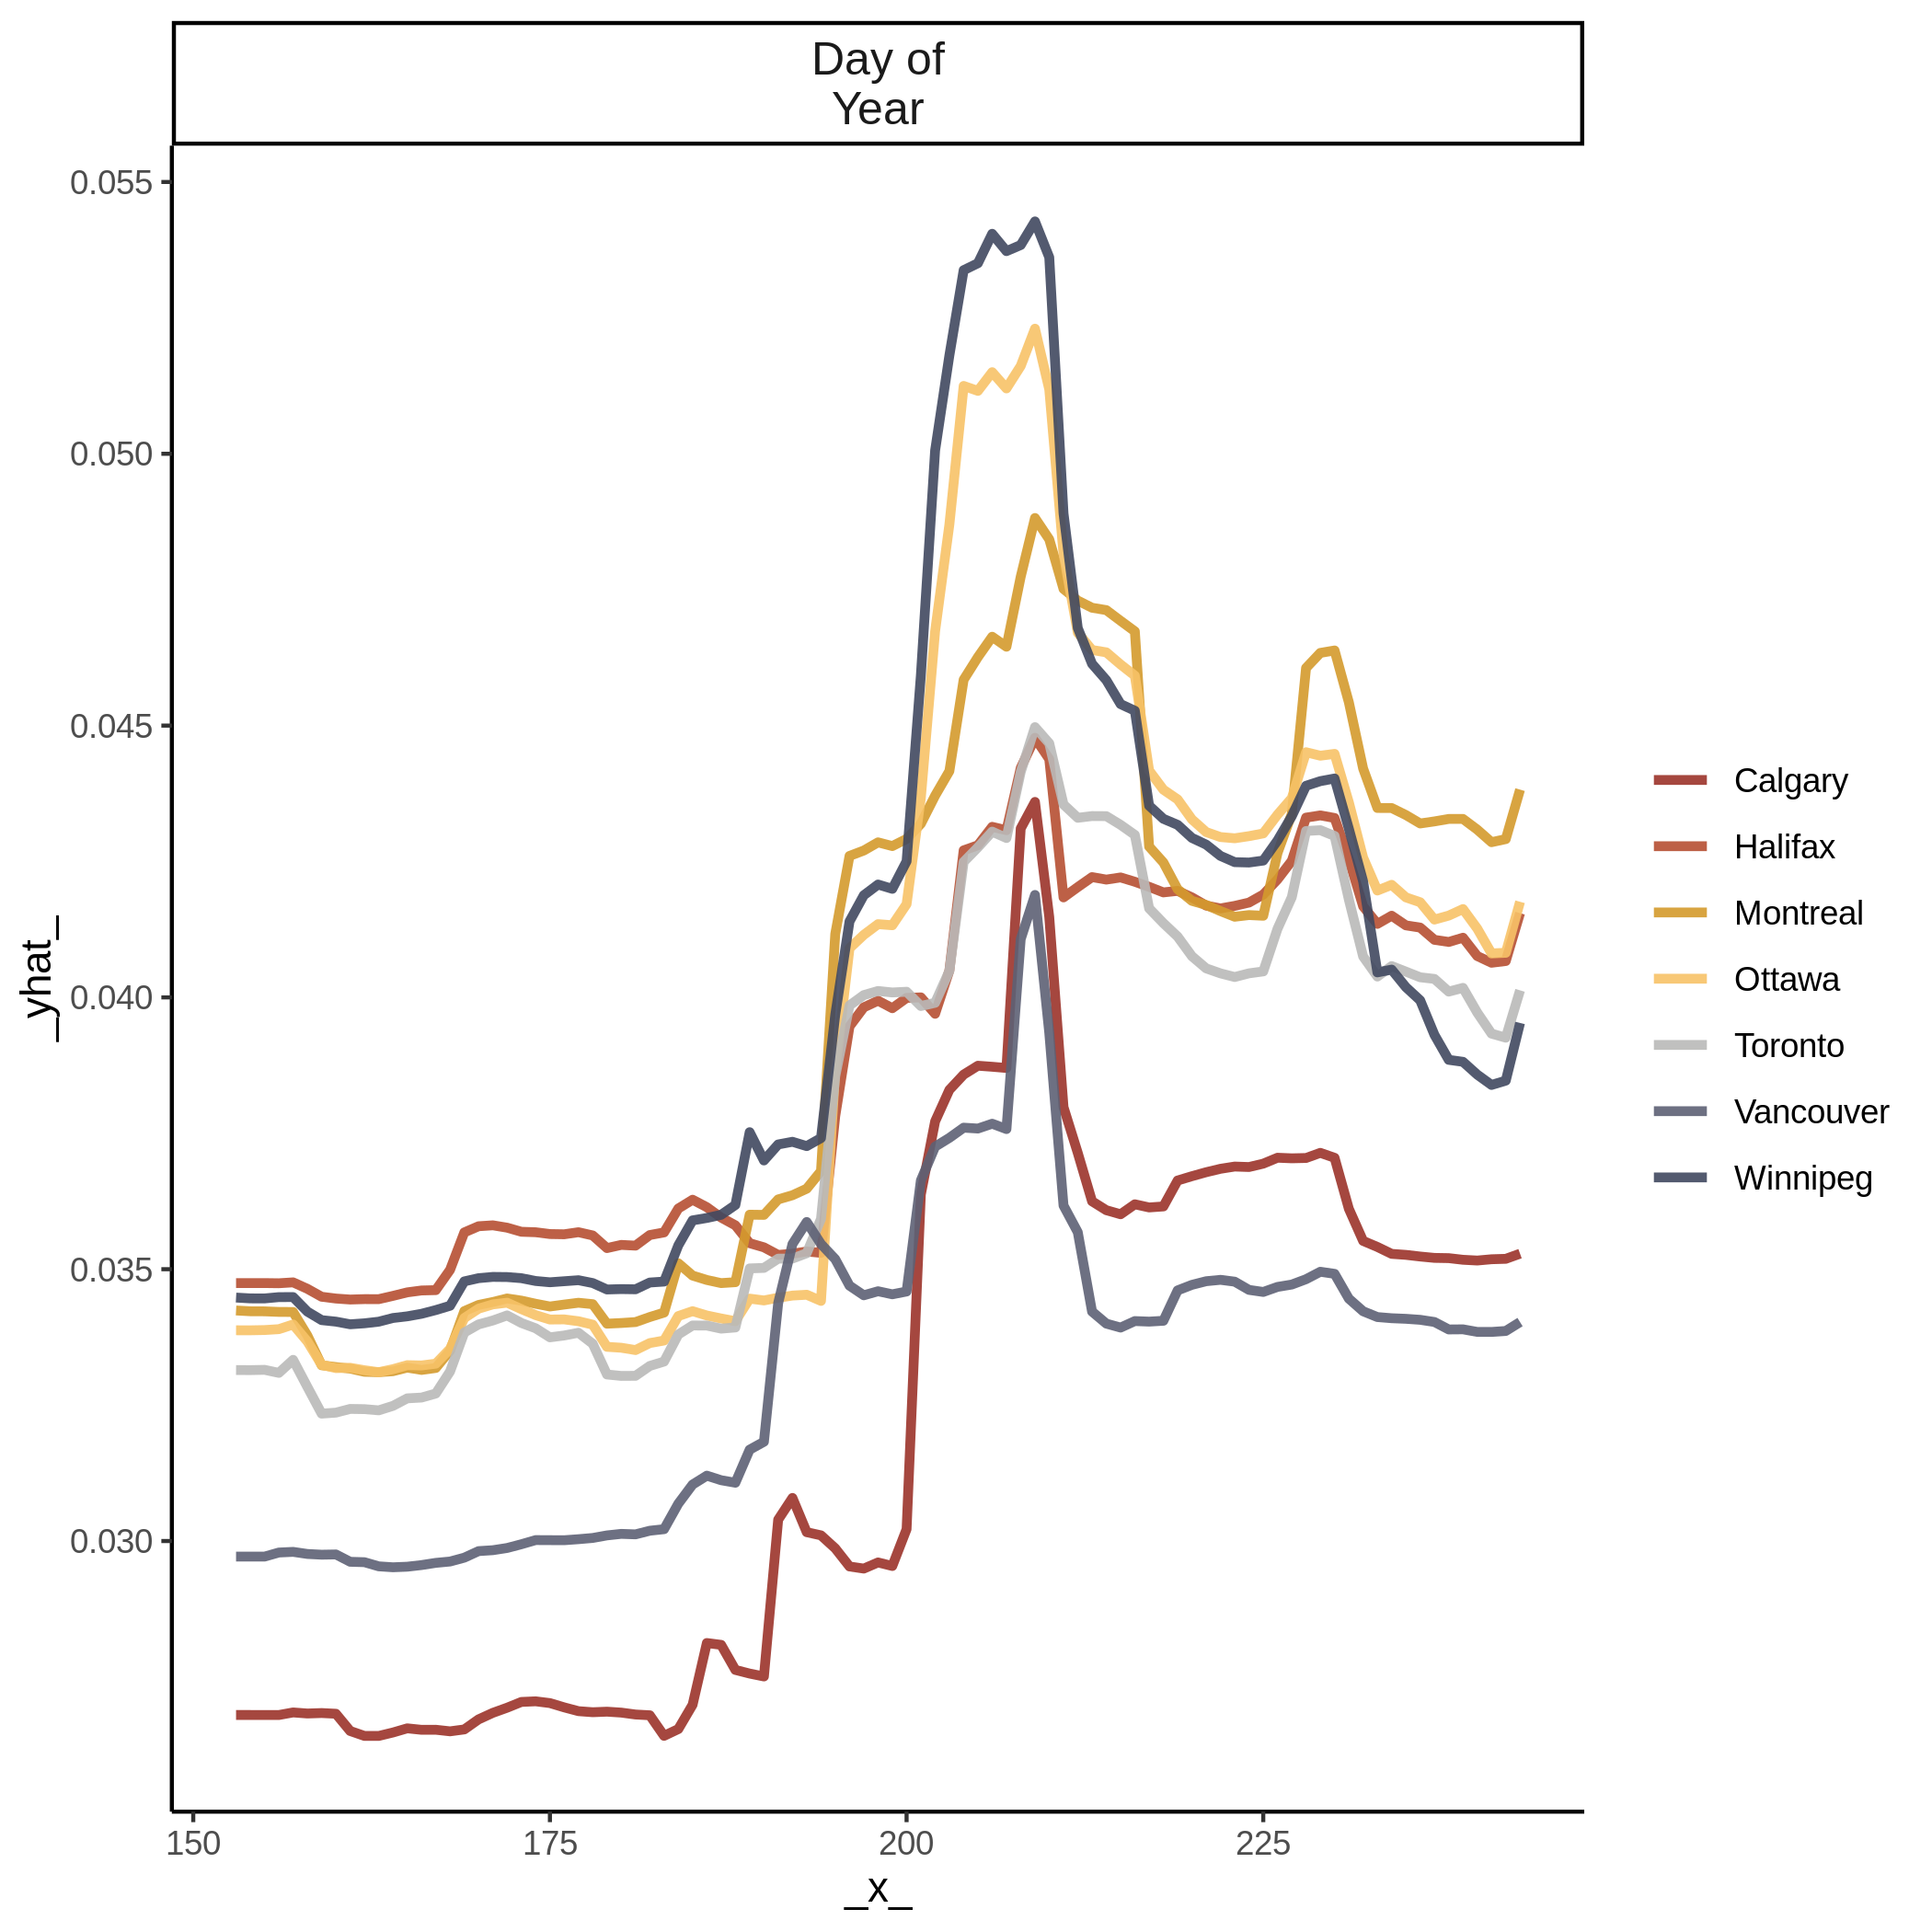 Day of
Year
0.055
0.050
0.045
0.040
0.035
0.030
_yhat_
150
175
200
225
_x_
Calgary
Halifax
Montreal
Ottawa
Toronto
Vancouver
Winnipeg